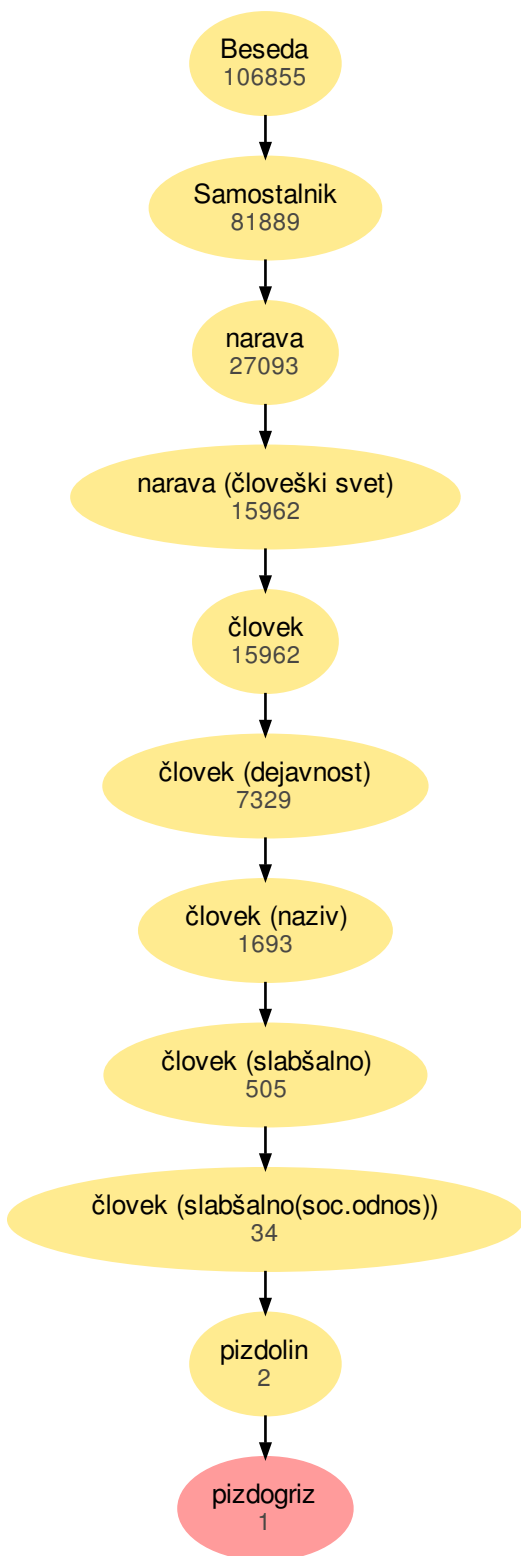 Beseda
106855
Samostalnik
81889
narava
27093
narava (človeški svet)
15962
človek
15962
človek (dejavnost)
7329
človek (naziv)
1693
človek (slabšalno)
505
človek (slabšalno(soc.odnos))
34
pizdolin
2
pizdogriz
1